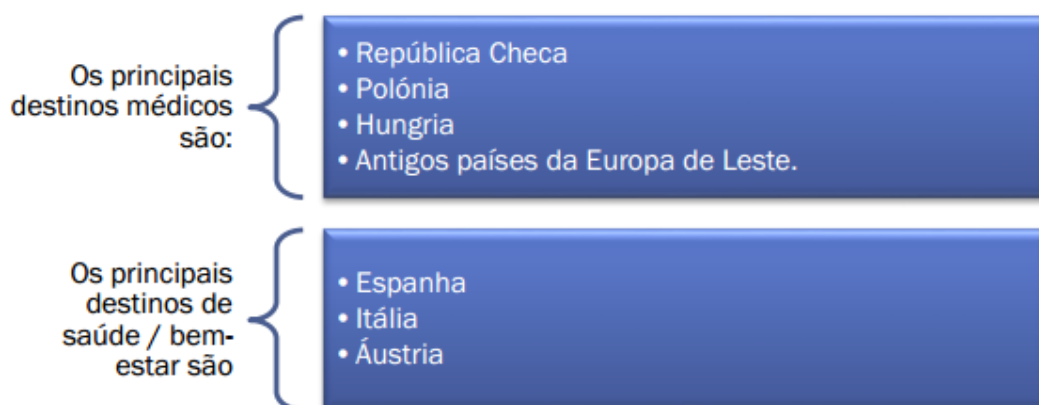 Os principais
destinos médicos
são:
• República Checa
• Polónia
• Hungria
• Antigos países da Europa de Leste.
Os principais
destinos de
saúde / bem-
estar são
• Espanha
• Itália
• Áustria